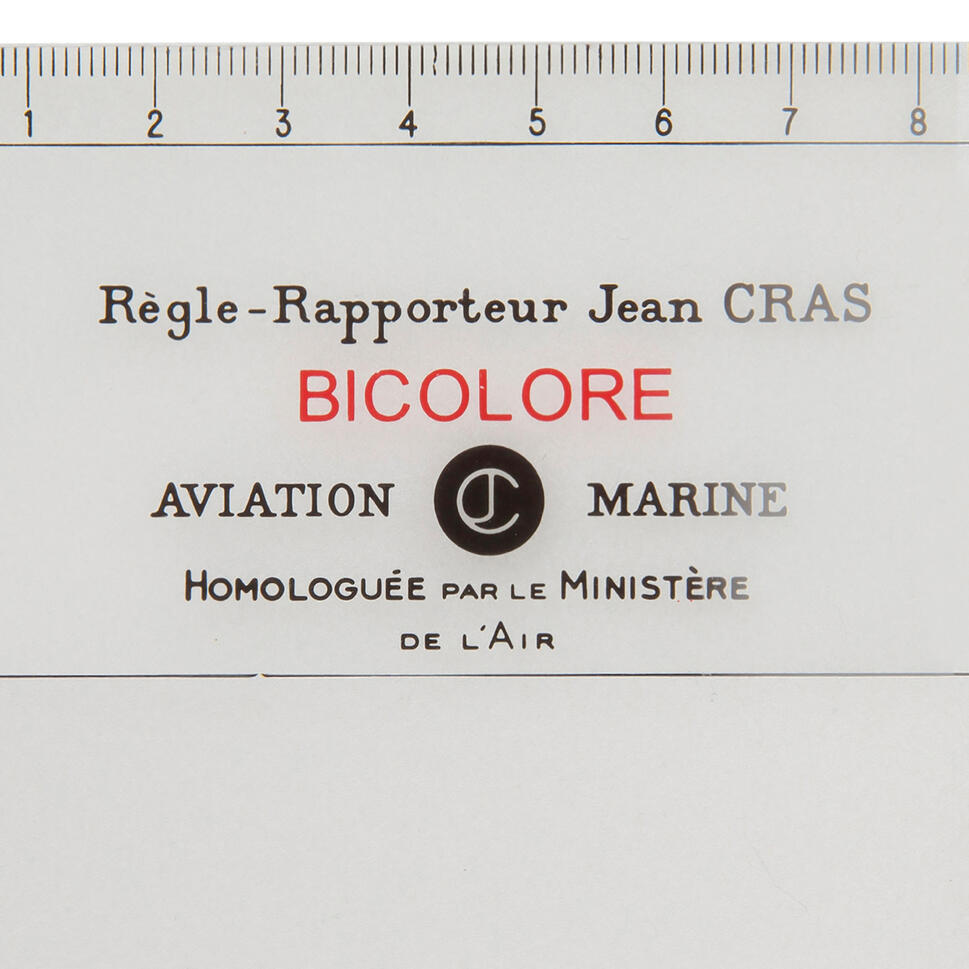 1 2 3 4 5 6 7 8
Règle-Rapporteur Jean CRAS
BICOLORE
AVIATION JC MARINE
HOMOLOGUÉE PAR LE MINISTÈRE
DE L'AIR